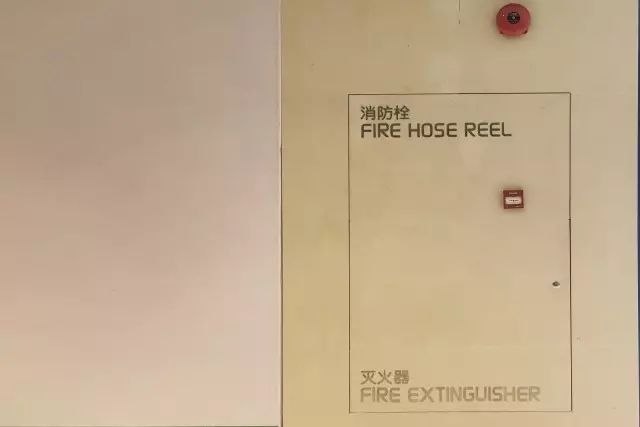 消防栓
FIRE HOSE REEL
灭火器
FIRE EXTINGUISHER